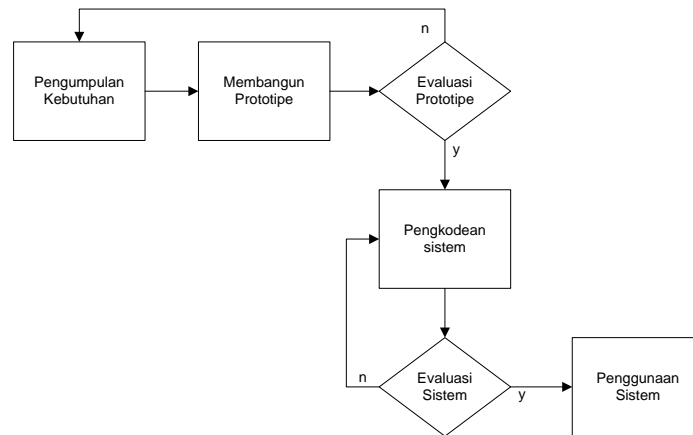 n
Pengumpulan
Kebutuhan
Membangun
Prototipe
Evaluasi
Prototipe
y
Pengkodean
sistem
n
Evaluasi
Sistem
y
Penggunaan
Sistem